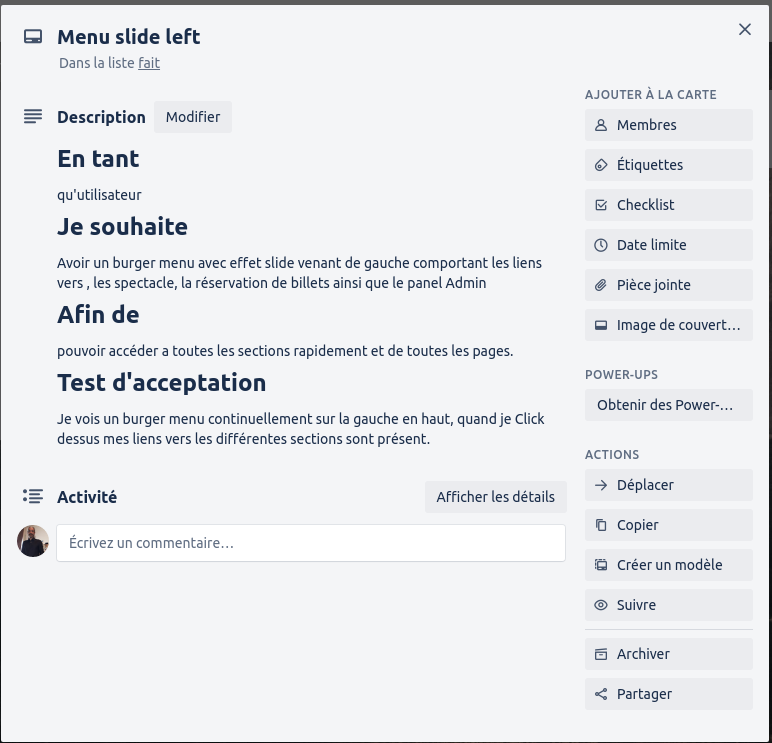 Menu slide left
Dans la liste fait
Description
Modifier
En tant
qu'utilisateur
Je souhaite
Avoir un burger menu avec effet slide venant de gauche comportant les liens
vers , les spectacle, la réservation de billets ainsi que le panel Admin
Afin de
pouvoir accéder a toutes les sections rapidement et de toutes les pages.
Test d'acceptation
Je vois un burger menu continuellement sur la gauche en haut, quand je Click
dessus mes liens vers les différentes sections sont présent.
Activité
Afficher les détails
Écrivez un commentaire…
AJOUTER À LA CARTE
Membres
Étiquettes
Checklist
Date limite
Pièce jointe
Image de couvert…
POWER-UPS
Obtenir des Power-…
ACTIONS
Déplacer
Copier
Créer un modèle
Suivre
Archiver
Partager